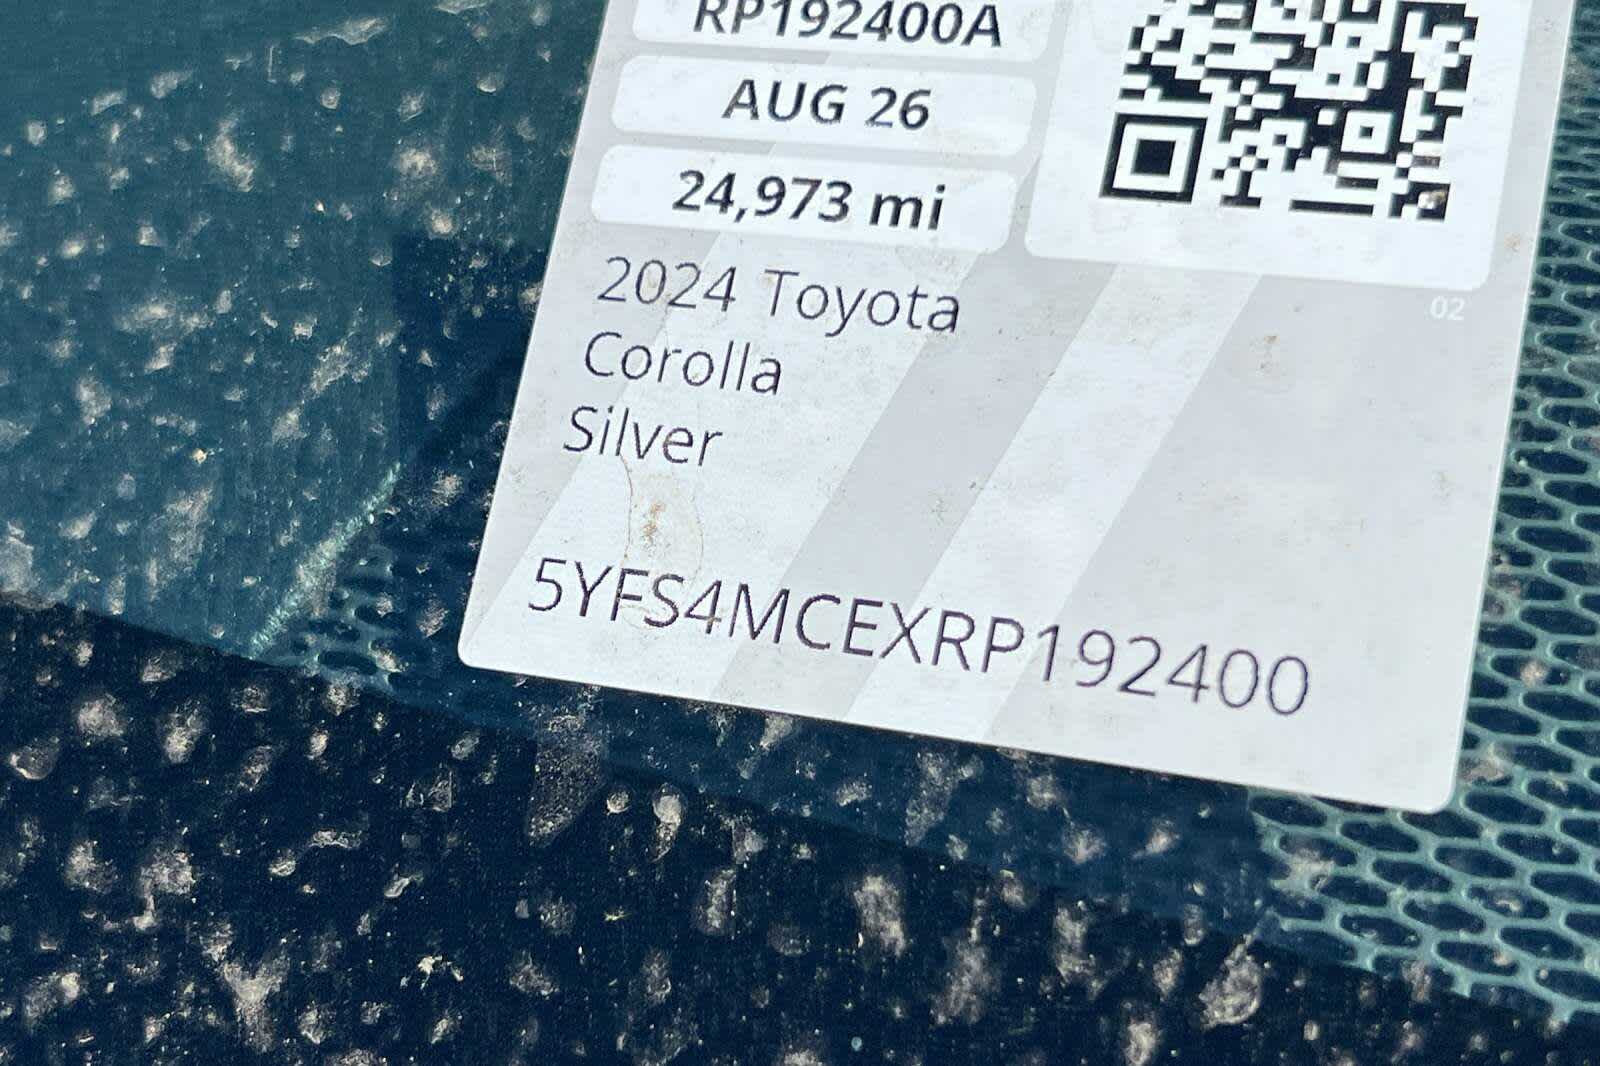 RP192400A
AUG 26
24,973 mi
02
2024 Toyota
Corolla
Silver
5YFS4MCEXRP192400